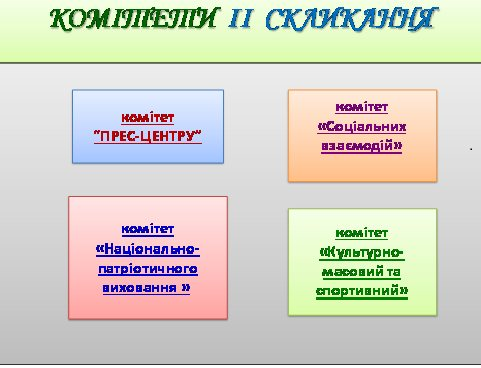 КОМІТЕТИ ІІ СКЛИКАННЯ
комітет
“ПРЕС-ЦЕНТРУ”
комітет
«Соціальних
взаємодій»
комітет
«Національно-
патріотичного
виховання »
комітет
«Культурно-
масовий та
спортивний»